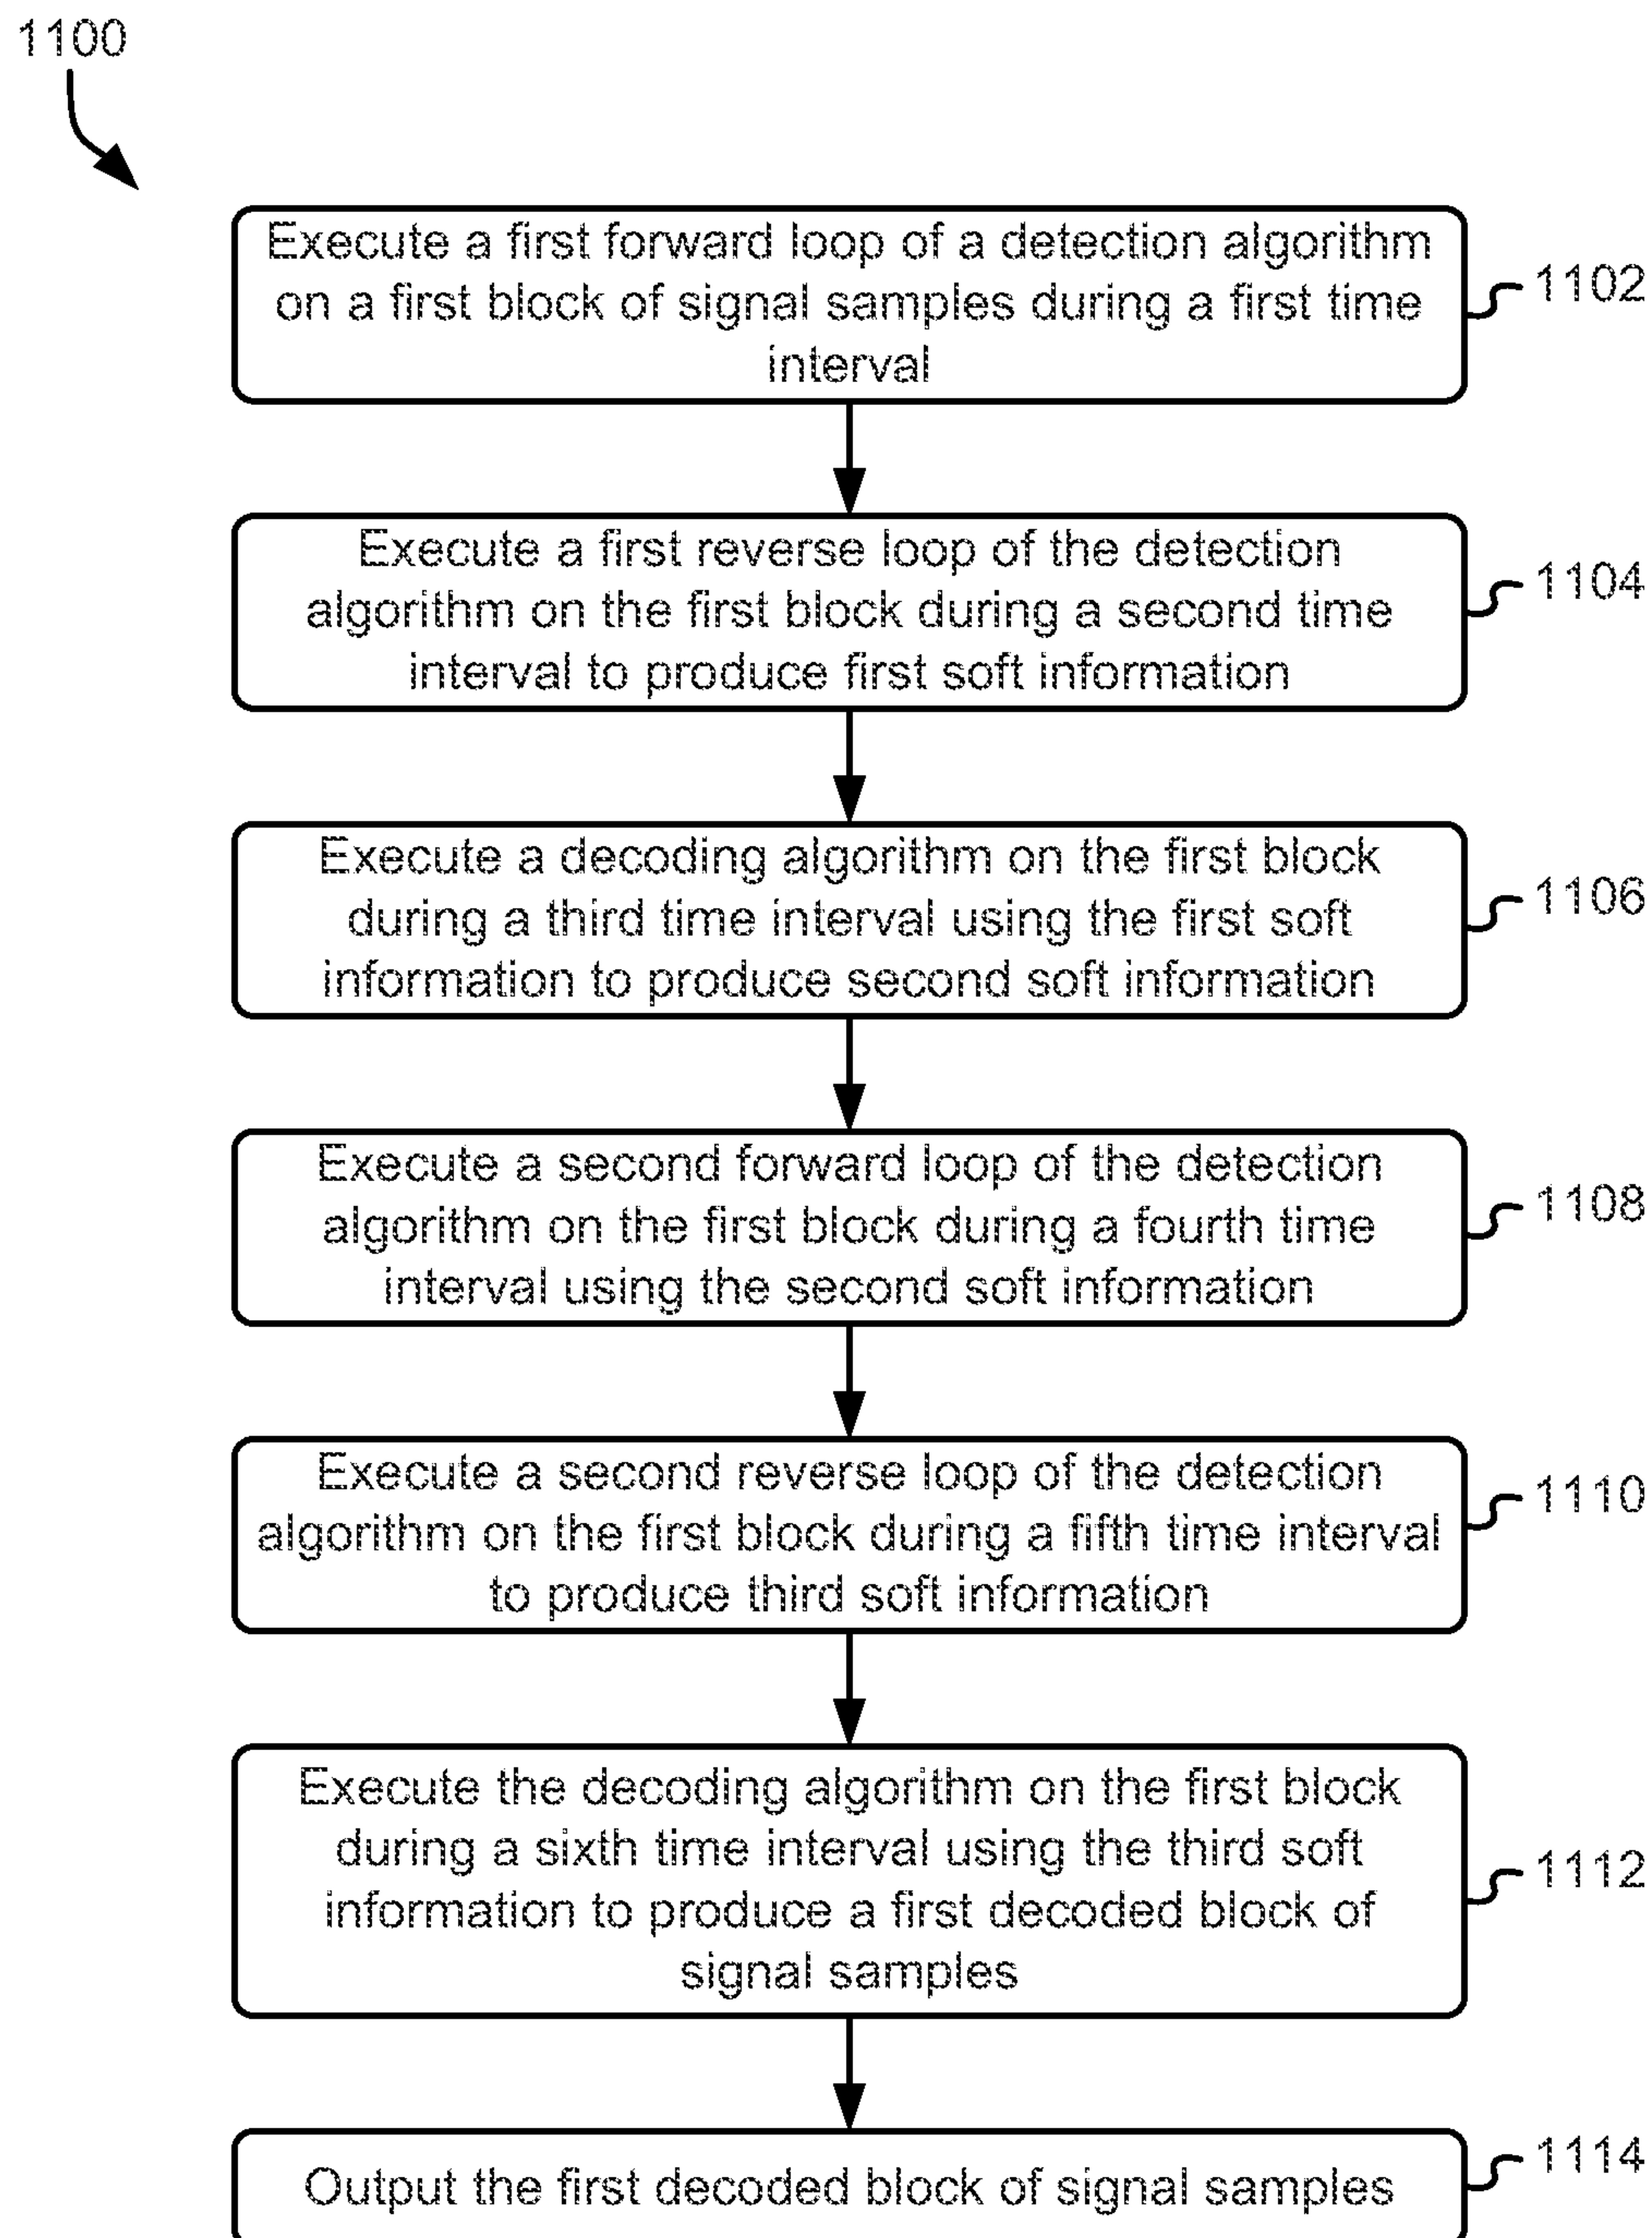 1100
Execute a first forward loop of a detection algorithm
on a first block of signal samples during a first time
interval
1102
Execute a first reverse loop of the detection
algorithm on the first block during a second time
interval to produce first soft information
1104
Execute a decoding algorithm on the first block
during a third time interval using the first soft
information to produce second soft information
1106
Execute a second forward loop of the detection
algorithm on the first block during a fourth time
interval using the second soft information
1108
Execute a second reverse loop of the detection
algorithm on the first block during a fifth time interval
to produce third soft information
1110
Execute the decoding algorithm on the first block
during a sixth time interval using the third soft
information to produce a first decoded block of
signal samples
1112
Output the first decoded block of signal samples
1114